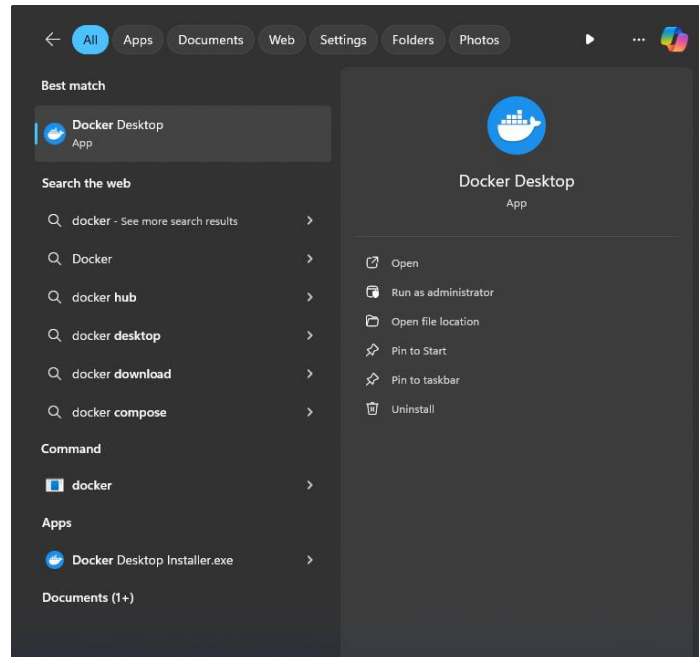 All Apps Documents Web Settings Folders Photos
Best match
Docker Desktop
App
Search the web
docker - See more search results
Docker
docker hub
docker desktop
docker download
docker compose
Command
docker
Apps
Docker Desktop Installer.exe
Documents (1+)
Docker Desktop
App
Open
Run as administrator
Open file location
Pin to Start
Pin to taskbar
Uninstall